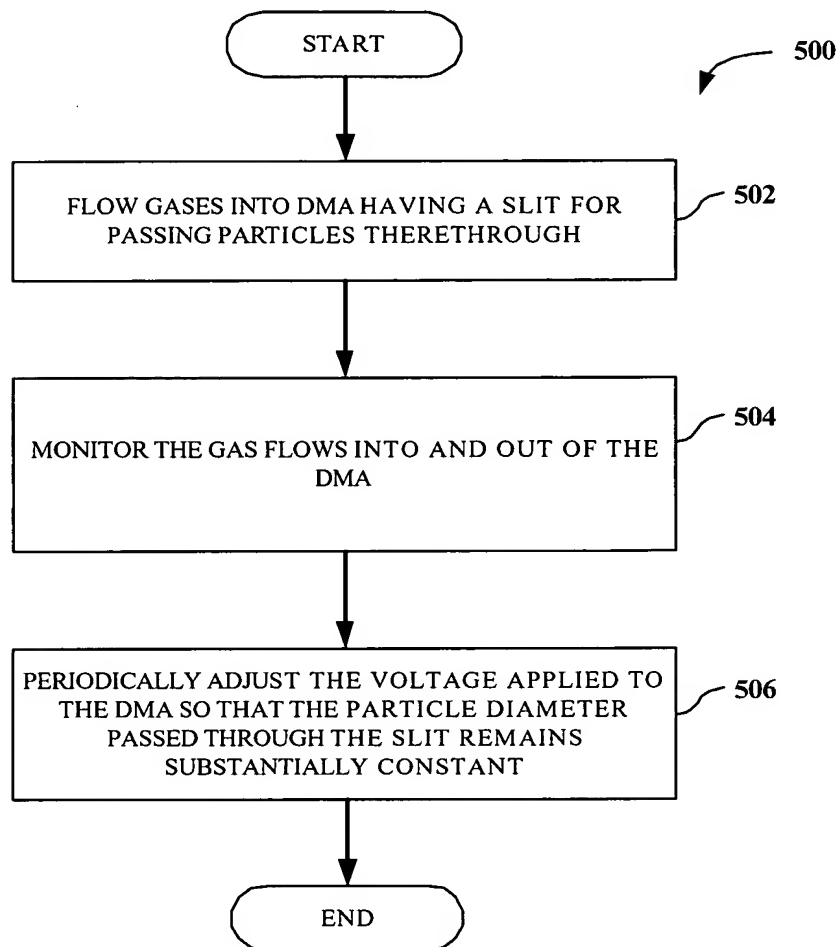 START
500
FLOW GASES INTO DMA HAVING A SLIT FOR
PASSING PARTICLES THERETHROUGH
502
MONITOR THE GAS FLOWS INTO AND OUT OF THE
DMA
504
PERIODICALLY ADJUST THE VOLTAGE APPLIED TO
THE DMA SO THAT THE PARTICLE DIAMETER
PASSED THROUGH THE SLIT REMAINS
SUBSTANTIALLY CONSTANT
506
END